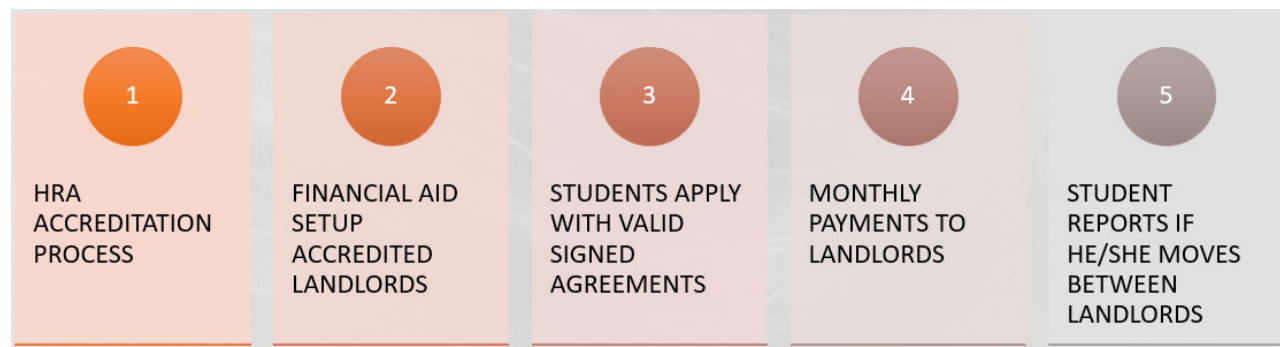 1
HRA
ACCREDITATION
PROCESS
2
FINANCIAL AID
SETUP
ACCREDITED
LANDLORDS
3
STUDENTS APPLY
WITH VALID
SIGNED
AGREEMENTS
4
MONTHLY
PAYMENTS TO
LANDLORDS
5
STUDENT
REPORTS IF
HE/SHE MOVES
BETWEEN
LANDLORDS